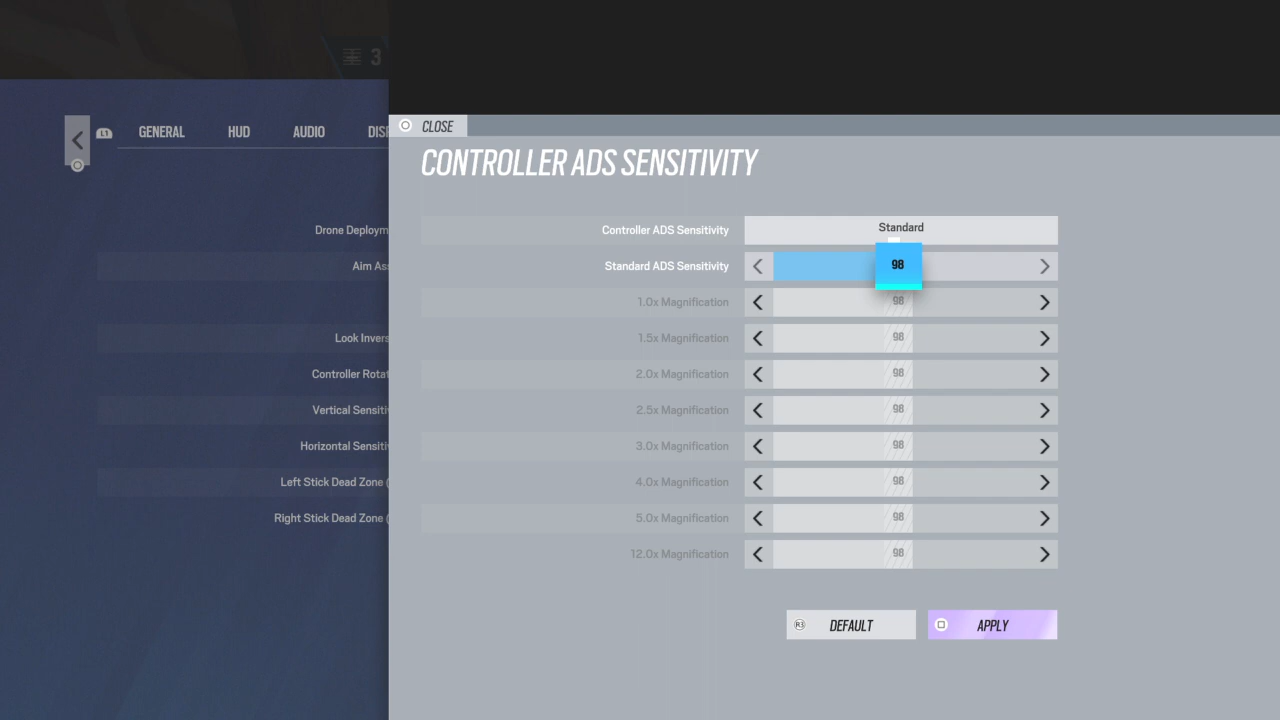 3
L1 GENERAL HUD AUDIO DISP
CLOSE
CONTROLLER ADS SENSITIVITY
Drone Deploym
Controller ADS Sensitivity Standard
Aim Ass
Standard ADS Sensitivity 98
1.0x Magnification 98
Look Invers
1.5x Magnification 98
Controller Rotat
2.0x Magnification 98
Vertical Sensitiv
2.5x Magnification 98
Horizontal Sensitiv
3.0x Magnification 98
Left Stick Dead Zone (
4.0x Magnification 98
Right Stick Dead Zone (
5.0x Magnification 98
12.0x Magnification 98
R3 DEFAULT
APPLY